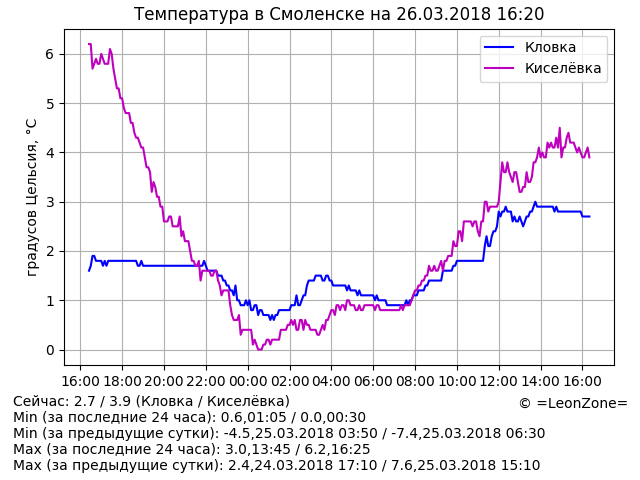 Температура в Смоленске на 26.03.2018 16:20
градусов Цельсия, °C
6
5
4
3
2
1
0
Кловка
Киселёвка
16:00 18:00 20:00 22:00 00:00 02:00 04:00 06:00 08:00 10:00 12:00 14:00 16:00
Сейчас: 2.7 / 3.9 (Кловка / Киселёвка)
© =LeonZone=
Min (за последние 24 часа): 0.6,01:05 / 0.0,00:30
Min (за предыдущие сутки): -4.5,25.03.2018 03:50 / -7.4,25.03.2018 06:30
Max (за последние 24 часа): 3.0,13:45 / 6.2,16:25
Max (за предыдущие сутки): 2.4,24.03.2018 17:10 / 7.6,25.03.2018 15:10